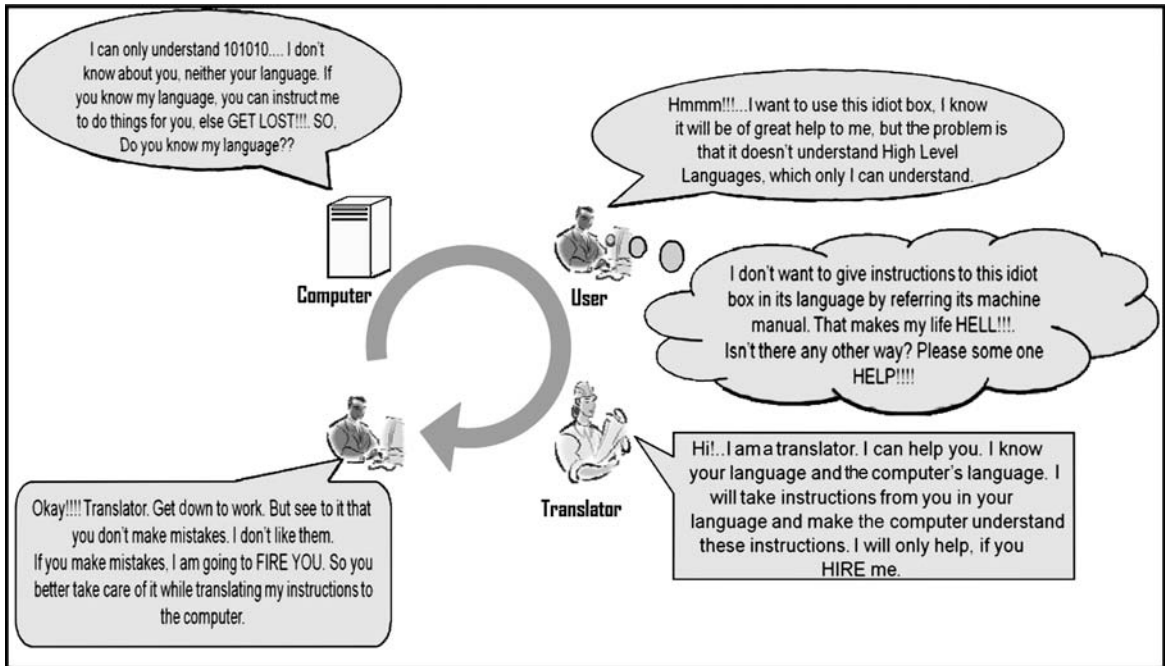 I can only understand 101010.... I don't
know about you, neither your language. If
you know my language, you can instruct me
to do things for you, else GET LOST!!!. SO,
Do you know my language??
Computer
Hmmm!!!...I want to use this idiot box, I know
it will be of great help to me, but the problem is
that it doesn't understand High Level
Languages, which only I can understand.
User
I don't want to give instructions to this idiot
box in its language by referring its machine
manual. That makes my life HELL!!!.
Isn't there any other way? Please some one
HELP!!!!
Translator
Hi!..I am a translator. I can help you. I know
your language and the computer's language. I
will take instructions from you in your
language and make the computer understand
these instructions. I will only help, if you
HIRE me.
Okay!!!! Translator. Get down to work. But see to it that
you don't make mistakes. I don't like them.
If you make mistakes, I am going to FIRE YOU. So you
better take care of it while translating my instructions to
the computer.